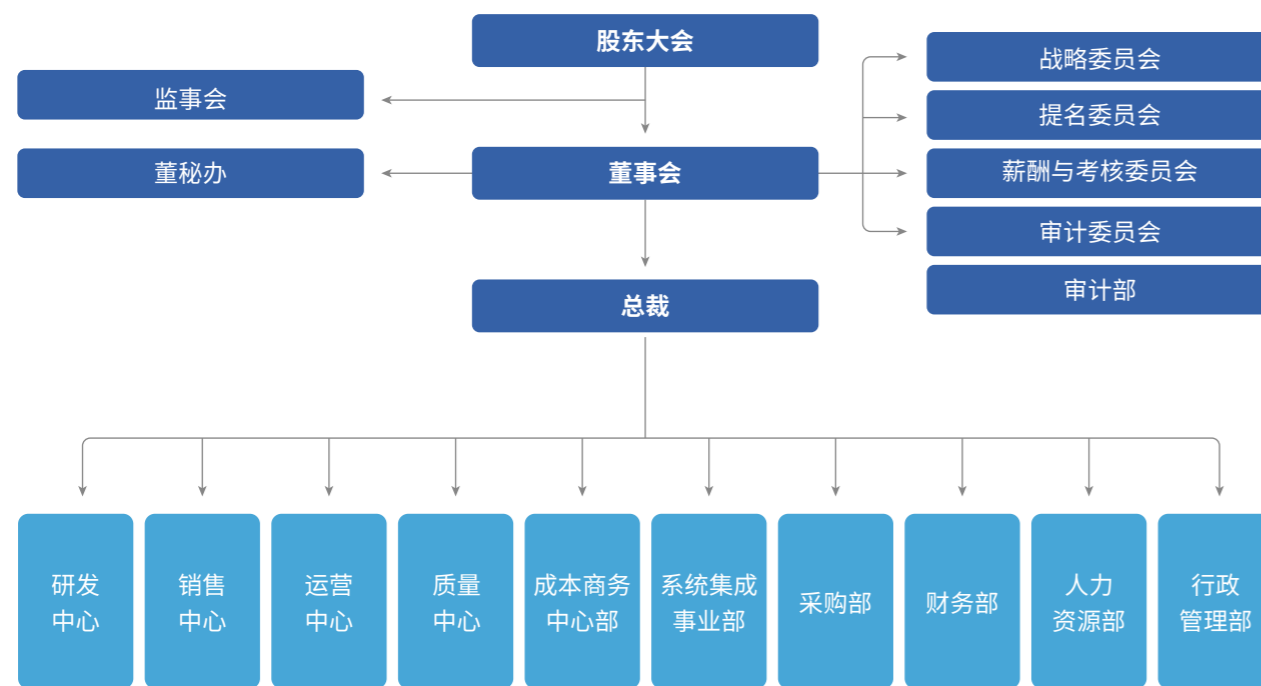 股东大会
监事会
董秘办
董事会
战略委员会
提名委员会
薪酬与考核委员会
审计委员会
审计部
总裁
研发
中心
销售
中心
运营
中心
质量
中心
成本商务
中心部
系统集成
事业部
采购部
财务部
人力
资源部
行政
管理部